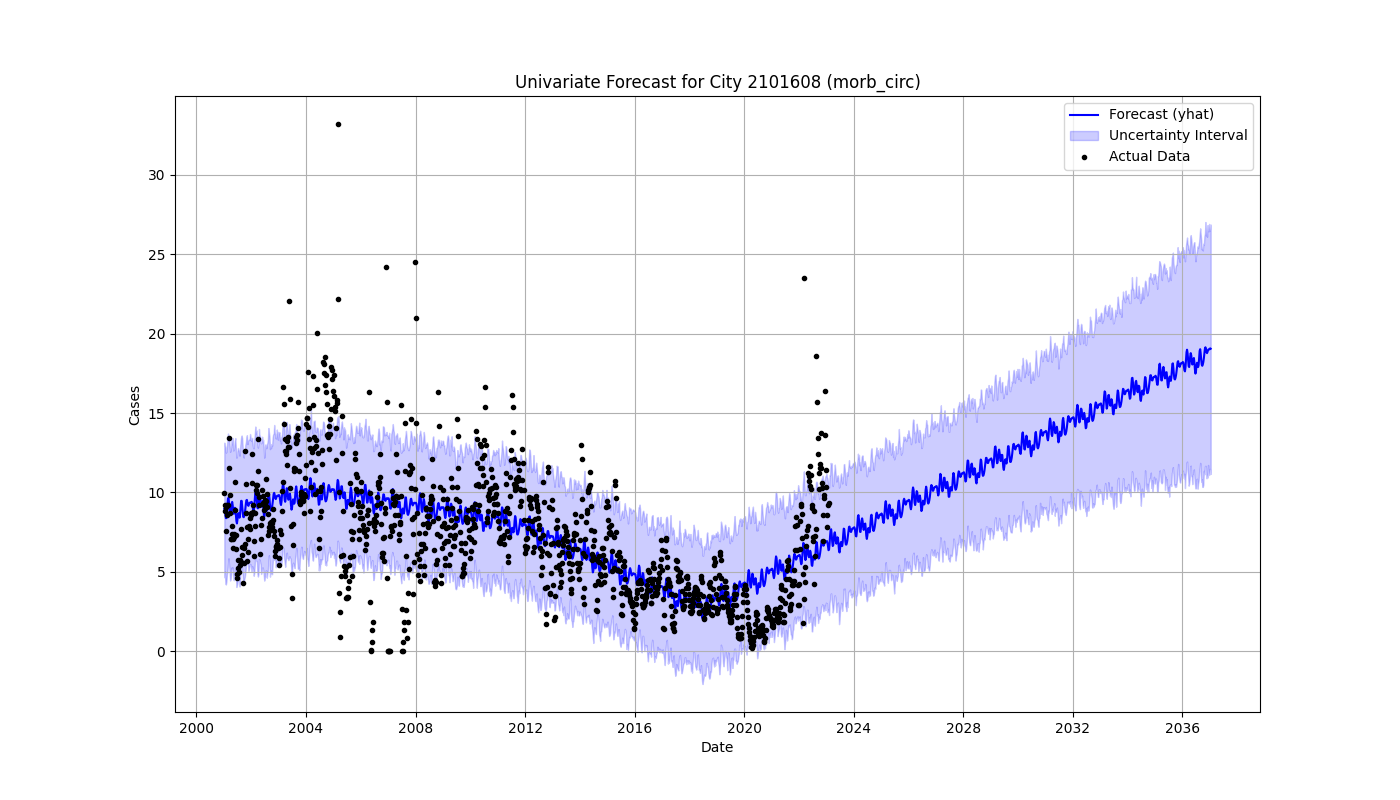 Univariate Forecast for City 2101608 (morb_circ)
Forecast (yhat)
Uncertainty Interval
Actual Data
30
25
20
15
10
5
0
Cases
2000 2004 2008 2012 2016 2020 2024 2028 2032 2036
Date